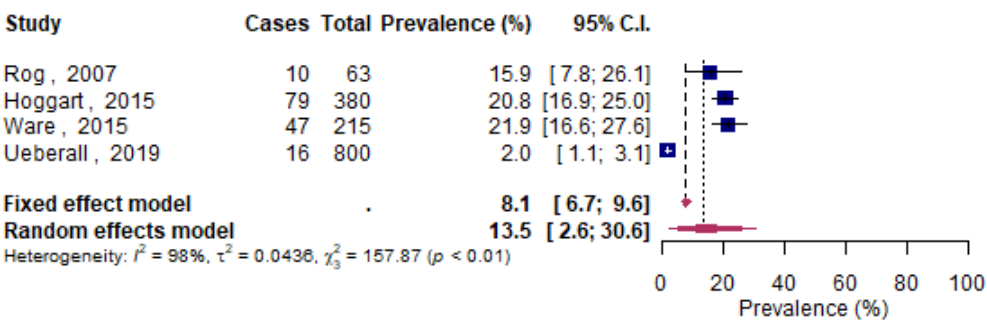 Study Cases Total Prevalence (%) 95% C.I.
Rog , 2007 10 63 15.9 [ 7.8; 26.1]
Hoggart , 2015 79 380 20.8 [16.9; 25.0]
Ware , 2015 47 215 21.9 [16.6; 27.6]
Ueberall , 2019 16 800 2.0 [ 1.1; 3.1]
Fixed effect model . 8.1 [ 6.7; 9.6]
Random effects model 13.5 [ 2.6; 30.6]
Heterogeneity: I² = 98%, τ² = 0.0436, χ²₃ = 157.87 (p < 0.01)
0 20 40 60 80 100
Prevalence (%)